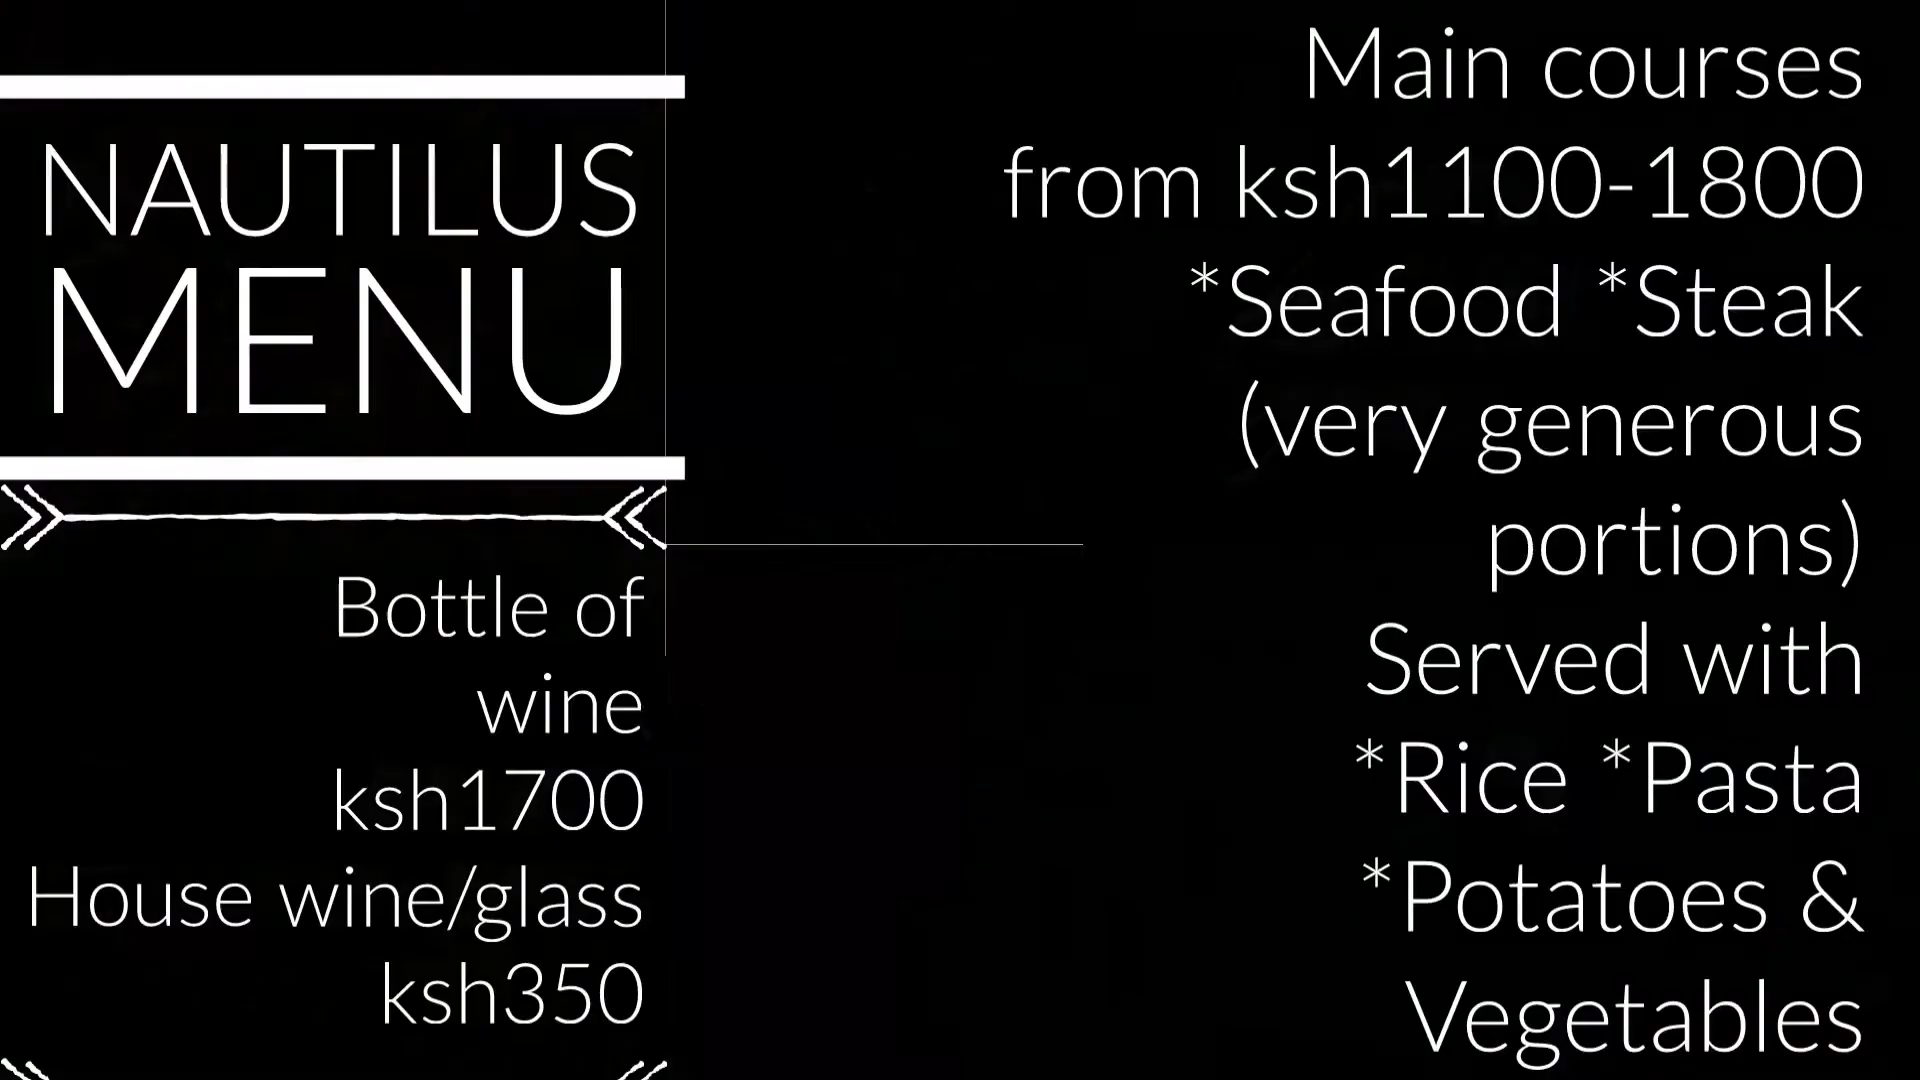 NAUTILUS
MENU
Bottle of
wine
ksh1700
House wine/glass
ksh350
Main courses
from ksh1100-1800
*Seafood *Steak
(very generous
portions)
Served with
*Rice *Pasta
*Potatoes &
Vegetables